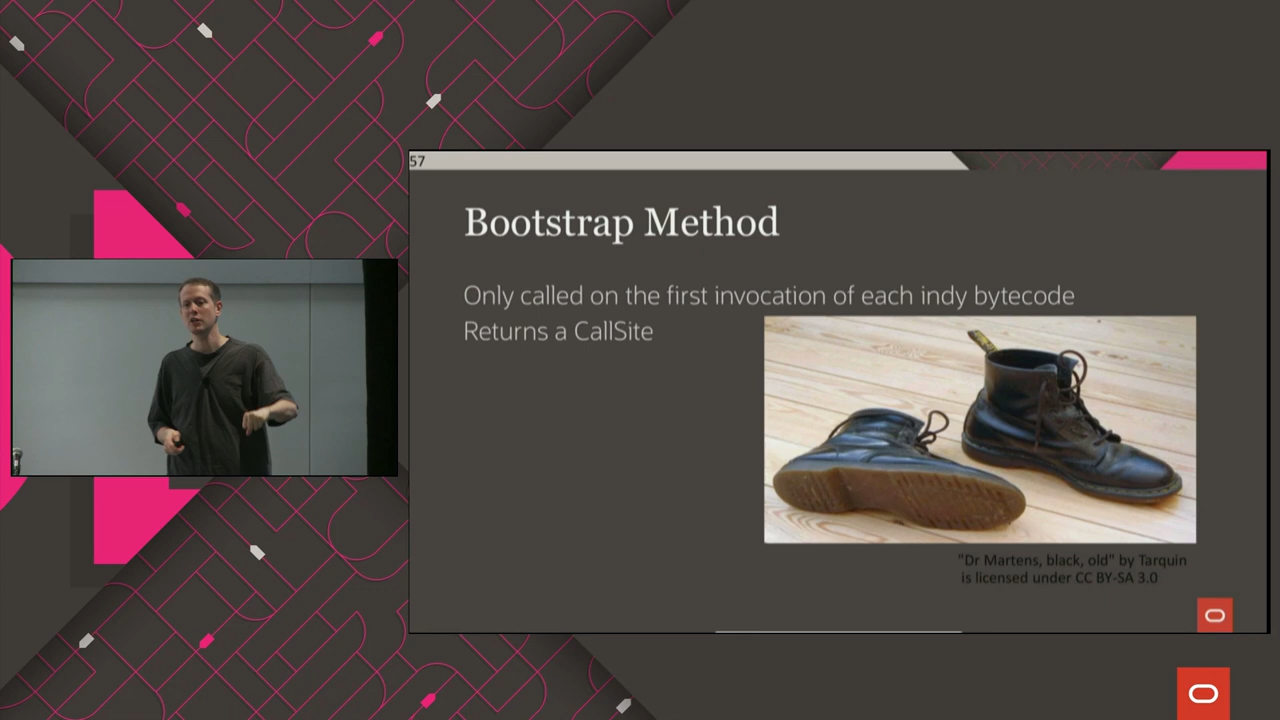 57
Bootstrap Method
Only called on the first invocation of each indy bytecode
Returns a CallSite
"Dr Martens, black, old" by Tarquin
is licensed under CC BY-SA 3.0